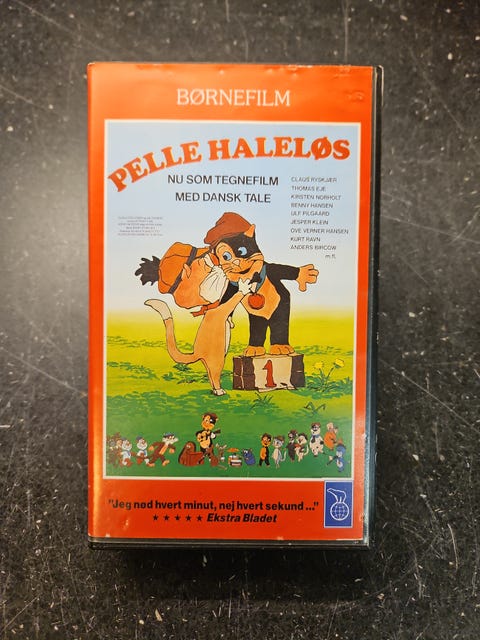 BØRNEFILM
PELLE HALELØS
NU SOM TEGNEFILM
MED DANSK TALE
CLAUS RYSKJÆR
THOMAS EJE
KIRSTEN NORHOLT
BENNY HANSEN
ULF PILGAARD
JESPER KLEIN
OVE VERNER HANSEN
KURT RAVN
ANDERS BIRCOW
m.fl.
1.
"Jeg nød hvert minut, nej hvert sekund..."
★★★★★ Ekstra Bladet